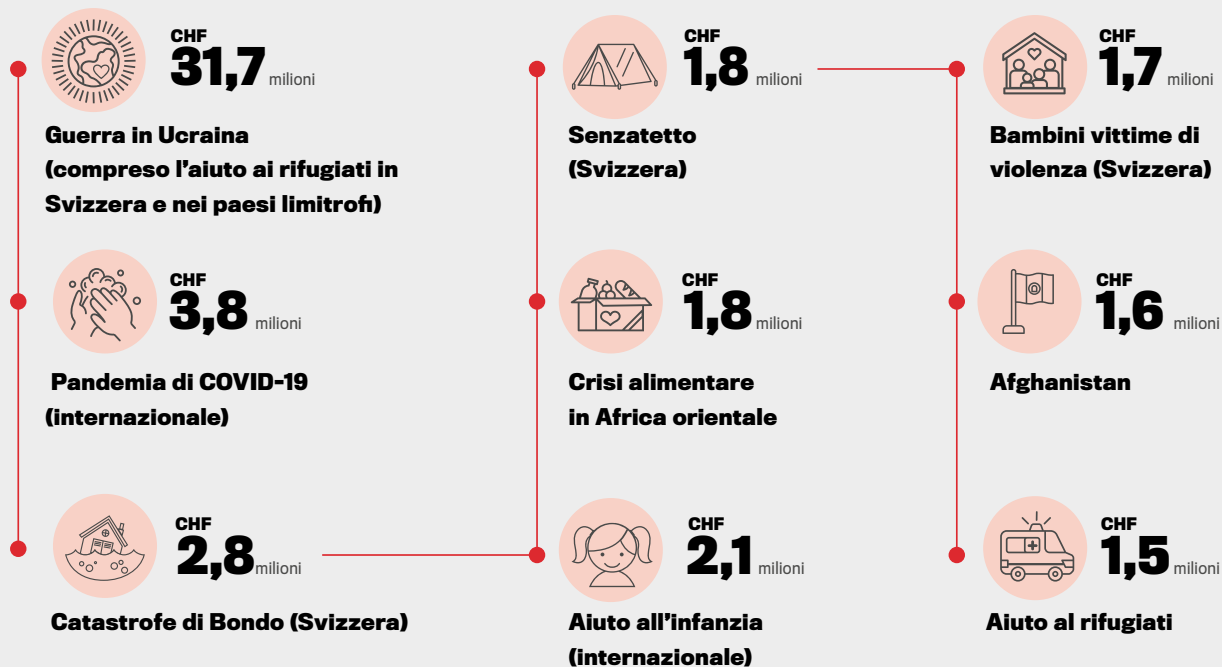 CHF
31,7 milioni
Guerra in Ucraina
(compreso l'aiuto ai rifugiati in
Svizzera e nei paesi limitrofi)
CHF
3,8 milioni
Pandemia di COVID-19
(internazionale)
CHF
2,8 milioni
Catastrofe di Bondo (Svizzera)
CHF
2,1 milioni
Aiuto all'infanzia
(internazionale)
CHF
1,8 milioni
Crisi alimentare
in Africa orientale
CHF
1,8 milioni
Senzatetto
(Svizzera)
CHF
1,7 milioni
Bambini vittime di
violenza (Svizzera)
CHF
1,6 milioni
Afghanistan
CHF
1,5 milioni
Aiuto al rifugiati